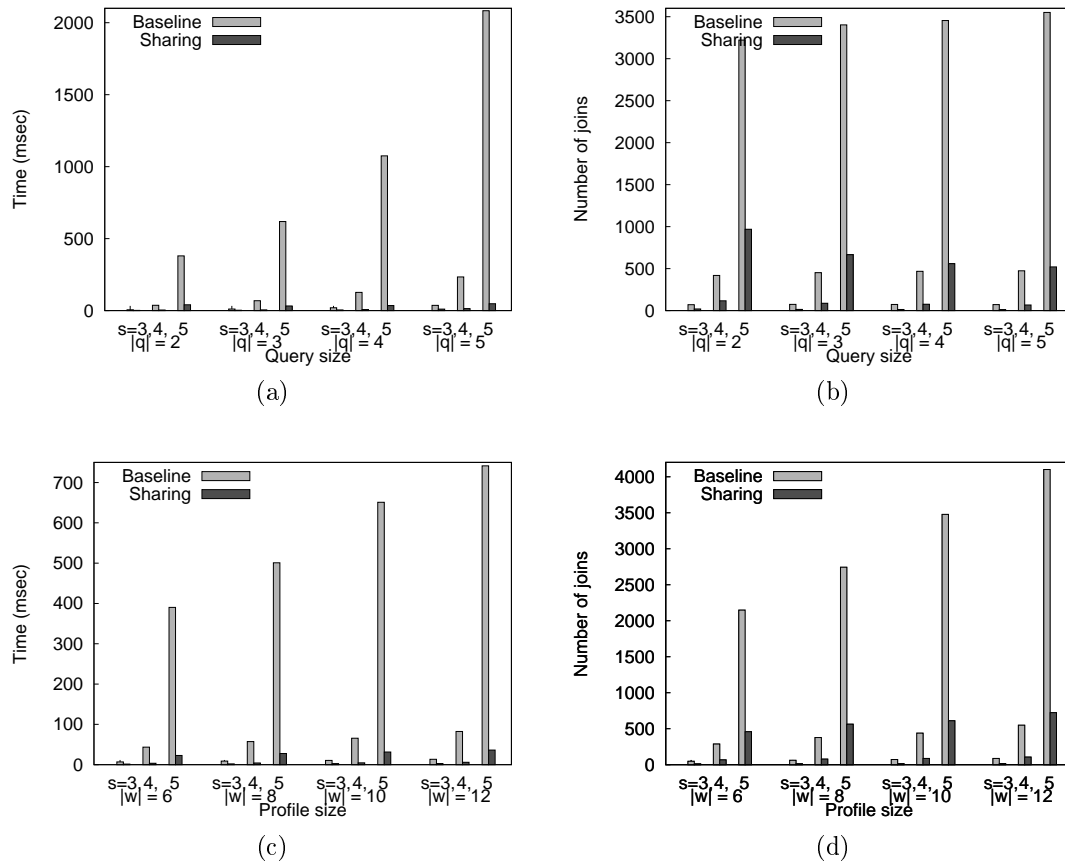 2000
1500
1000
500
0
Time (msec)
Baseline
Sharing
s=3,4, 5 s=3,4, 5 s=3,4, 5 s=3,4, 5
|q| = 2 |q| = 3 |q| = 4 |q| = 5
Query size
(a)
3500
3000
2500
2000
1500
1000
500
0
Number of joins
Baseline
Sharing
s=3,4, 5 s=3,4, 5 s=3,4, 5 s=3,4, 5
|q| = 2 |q| = 3 |q| = 4 |q| = 5
Query size
(b)
700
600
500
400
300
200
100
0
Time (msec)
Baseline
Sharing
s=3,4, 5 s=3,4, 5 s=3,4, 5 s=3,4, 5
|w| = 6 |w| = 8 |w| = 10 |w| = 12
Profile size
(c)
4000
3500
3000
2500
2000
1500
1000
500
0
Number of joins
Baseline
Sharing
s=3,4, 5 s=3,4, 5 s=3,4, 5 s=3,4, 5
|w| = 6 |w| = 8 |w| = 10 |w| = 12
Profile size
(d)